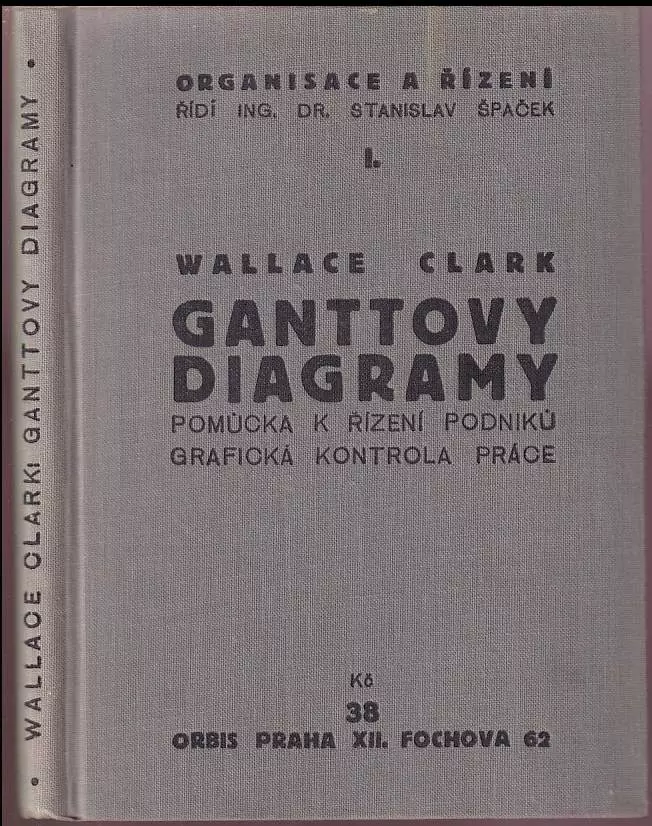 • WALLACE CLARK: GANTTOVY DIAGRAMY •
ORGANISACE A ŘÍZENÍ
ŘÍDÍ ING. DR. STANISLAV ŠPAČEK
I.
WALLACE CLARK
GANTTOVY
DIAGRAMY
POMŮCKA K ŘÍZENÍ PODNIKŮ
GRAFICKÁ KONTROLA PRÁCE
Kč
38
ORBIS PRAHA XII. FOCHOVA 62